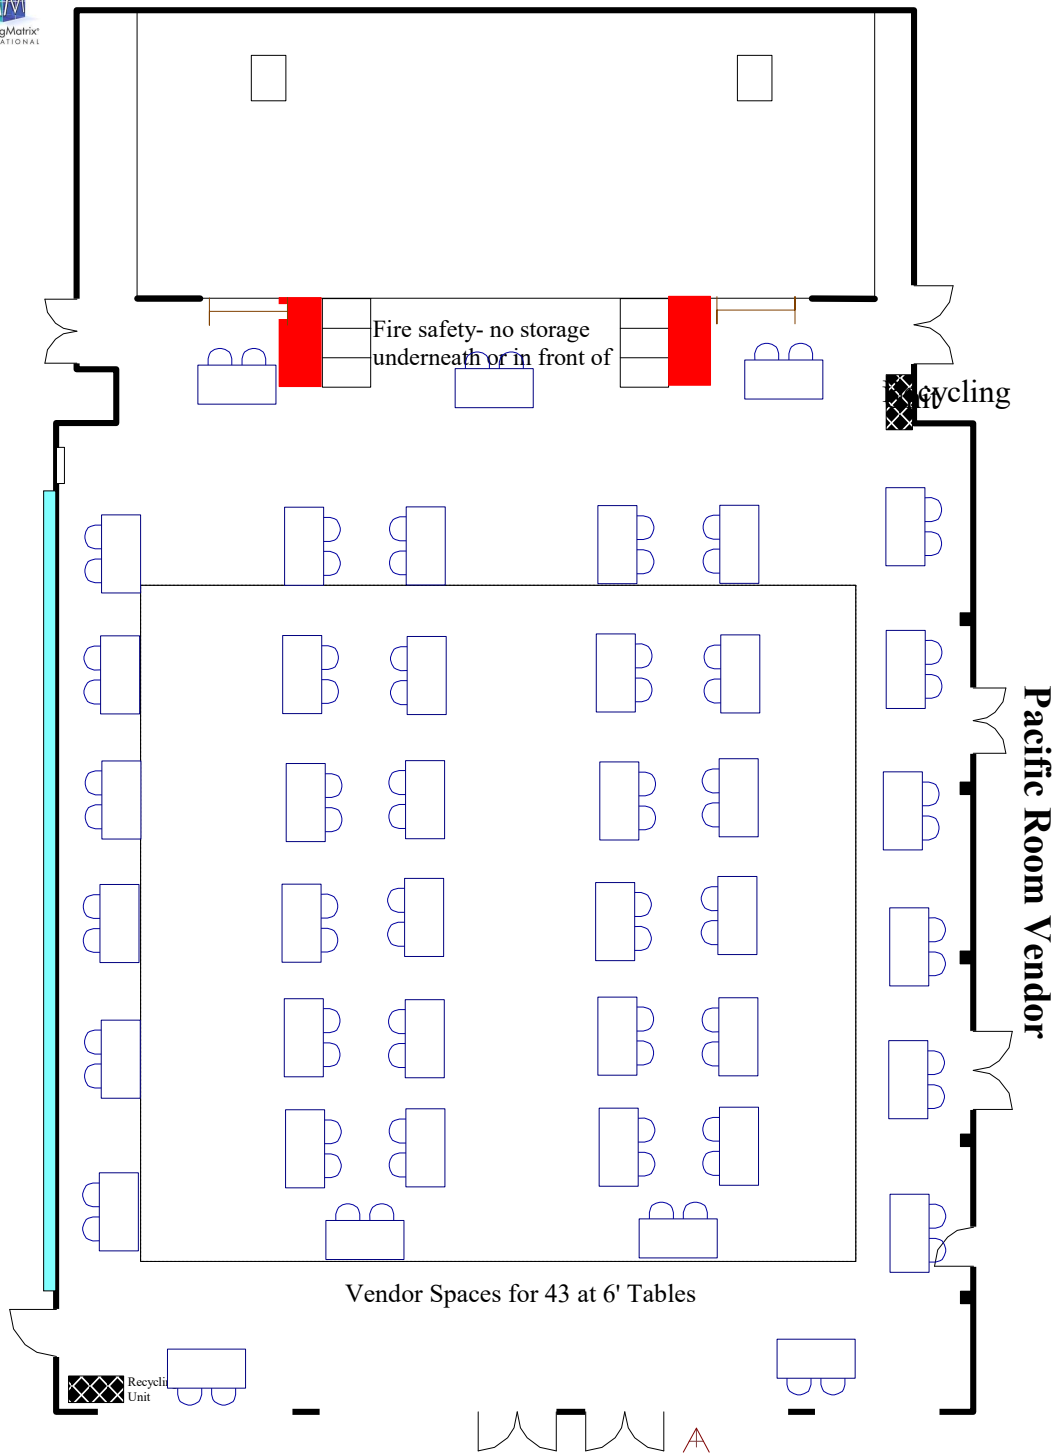 gMatrix®
ATIONAL
Fire safety- no storage
underneath or in front of
Pacific Room Vendor
Vendor Spaces for 43 at 6' Tables
Unit